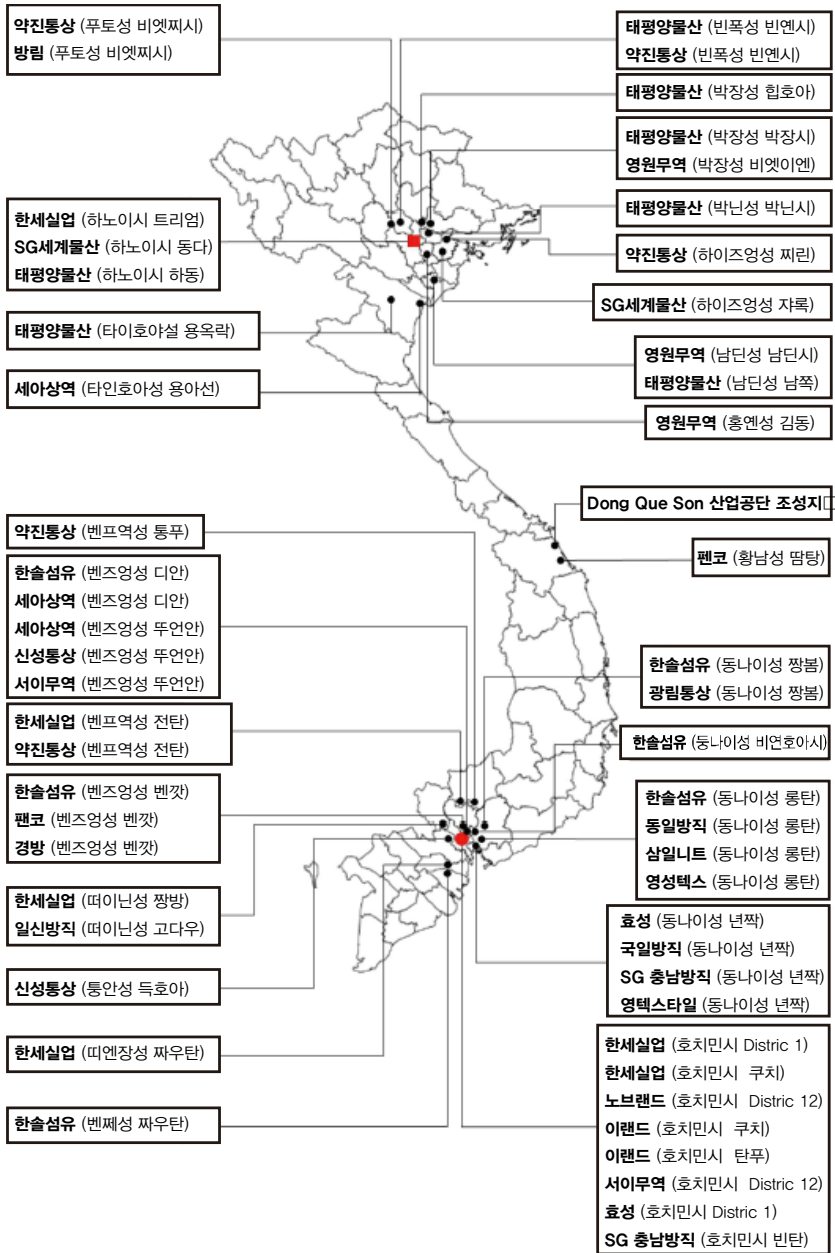 약진통상 (푸토성 비엣찌시)
방림 (푸토성 비엣찌시)
한세실업 (하노이시 트리엄)
SG세계물산 (하노이시 동다)
태평양물산 (하노이시 하동)
태평양물산 (타이호아설 용옥락)
세아상역 (타인호아성 용아선)
약진통상 (벤프역성 통푸)
한솔섬유 (벤즈엉성 디안)
세아상역 (벤즈엉성 디안)
세아상역 (벤즈엉성 뚜언안)
신성통상 (벤즈엉성 뚜언안)
서이무역 (벤즈엉성 뚜언안)
한세실업 (벤프역성 전탄)
약진통상 (벤프역성 전탄)
한솔섬유 (벤즈엉성 벤깟)
팬코 (벤즈엉성 벤깟)
경방 (벤즈엉성 벤깟)
한세실업 (떠이닌성 짱방)
일신방직 (떠이닌성 고다우)
신성통상 (통안성 득호아)
한세실업 (띠엔장성 짜우탄)
한솔섬유 (벤쩨성 짜우탄)
태평양물산 (빈폭성 빈옌시)
약진통상 (빈폭성 빈옌시)
태평양물산 (박장성 힙호아)
태평양물산 (박장성 박장시)
영원무역 (박장성 비엣이엔)
태평양물산 (박닌성 박닌시)
약진통상 (하이즈엉성 찌린)
SG세계물산 (하이즈엉성 쟈록)
영원무역 (남딘성 남딘시)
태평양물산 (남딘성 남쪽)
영원무역 (흥옌성 김동)
Dong Que Son 산업공단 조성지
펜코 (황남성 땀탕)
한솔섬유 (동나이성 짱봄)
광림통상 (동나이성 짱봄)
한솔섬유 (동나이성 비연호아시)
한솔섬유 (동나이성 롱탄)
동일방직 (동나이성 롱탄)
삼일니트 (동나이성 롱탄)
영성텍스 (동나이성 롱탄)
효성 (동나이성 년짝)
국일방직 (동나이성 년짝)
SG 충남방직 (동나이성 년짝)
영텍스타일 (동나이성 년짝)
한세실업 (호치민시 Distric 1)
한세실업 (호치민시 쿠치)
노브랜드 (호치민시 Distric 12)
이랜드 (호치민시 쿠치)
이랜드 (호치민시 탄푸)
서이무역 (호치민시 Distric 12)
효성 (호치민시 Distric 1)
SG 충남방직 (호치민시 빈탄)